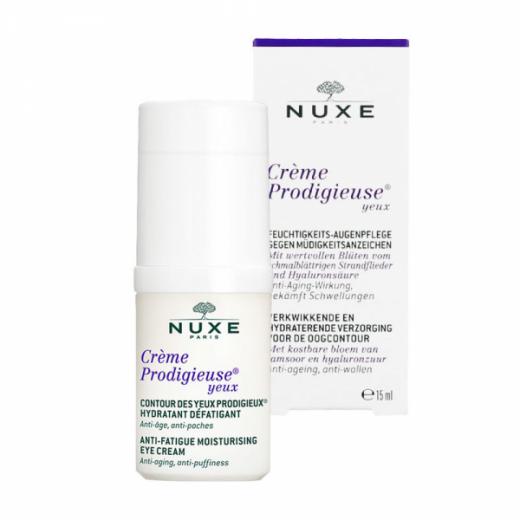 NUXE
PARIS
Crème
Prodigieuse®
yeux
CONTOUR DES YEUX PRODIGIEUX®
HYDRATANT DÉFATIGANT
Anti-âge, anti-poches
ANTI-FATIGUE MOISTURISING
EYE CREAM
Anti-aging, anti-puffiness
NUXE
PARIS
Crème
Prodigieuse®
yeux
FEUCHTIGKEITS-AUGENPFLEGE
GEGEN MÜDIGKEITSANZEICHEN
Mit wertvollen Blüten vom
schmalblättrigen Strandflieder
und Hyaluronsäure
Anti-Aging-Wirkung,
bekämft Schwellungen
VERKWIKKENDE EN
HYDRATERENDE VERZORGING
VOOR DE OOGCONTOUR
Met kostbare bloem van
lamsoor en hyaluronzuur
Anti-ageing, anti-wallen
e 15 ml